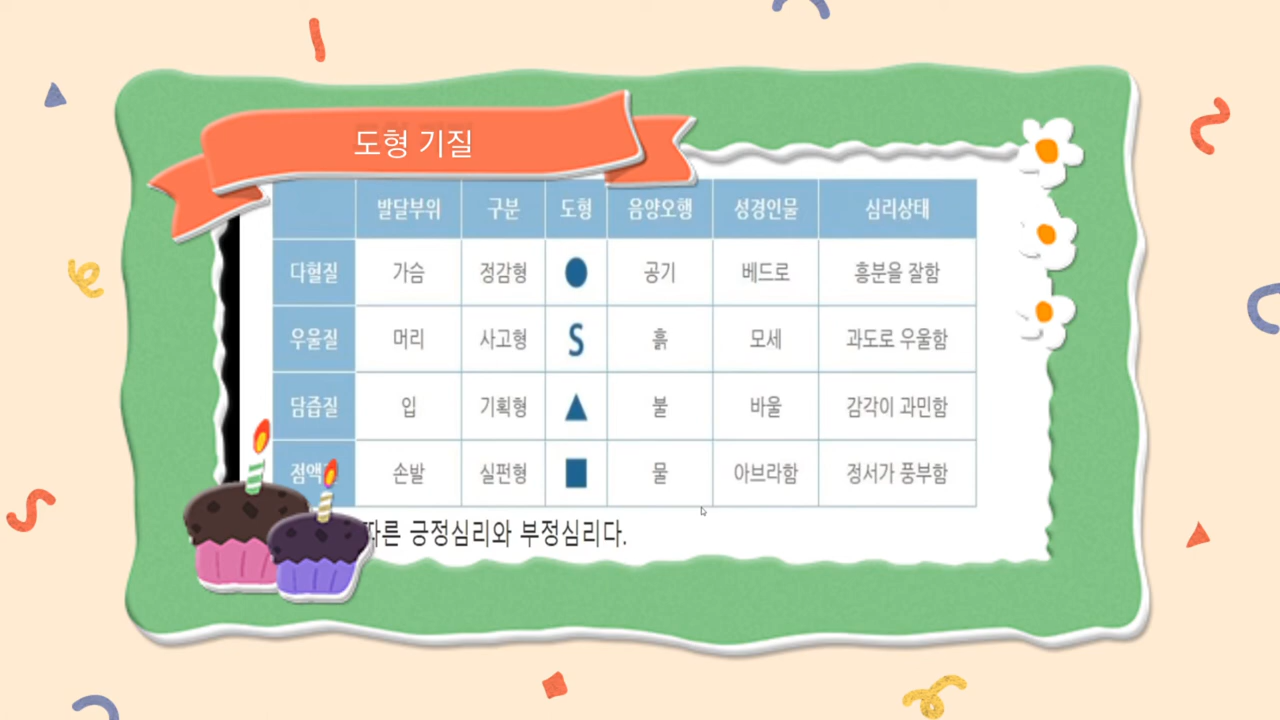 도형 기질
발달부위 구분 도형 음양오행 성경인물 심리상태
다혈질 가슴 정감형 공기 베드로 흥분을 잘함
우울질 머리 사고형 S 흙 모세 과도로 우울함
담즙질 입 기획형 불 바울 감각이 과민함
점액 손발 실펀형 물 아브라함 정서가 풍부함
따른 긍정심리와 부정심리다.